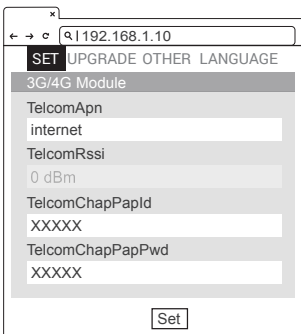 192.168.1.10
SET UPGRADE OTHER LANGUAGE
3G/4G Module
TelcomApn
internet
TelcomRssi
0 dBm
TelcomChapPapId
XXXXX
TelcomChapPapPwd
XXXXX
Set